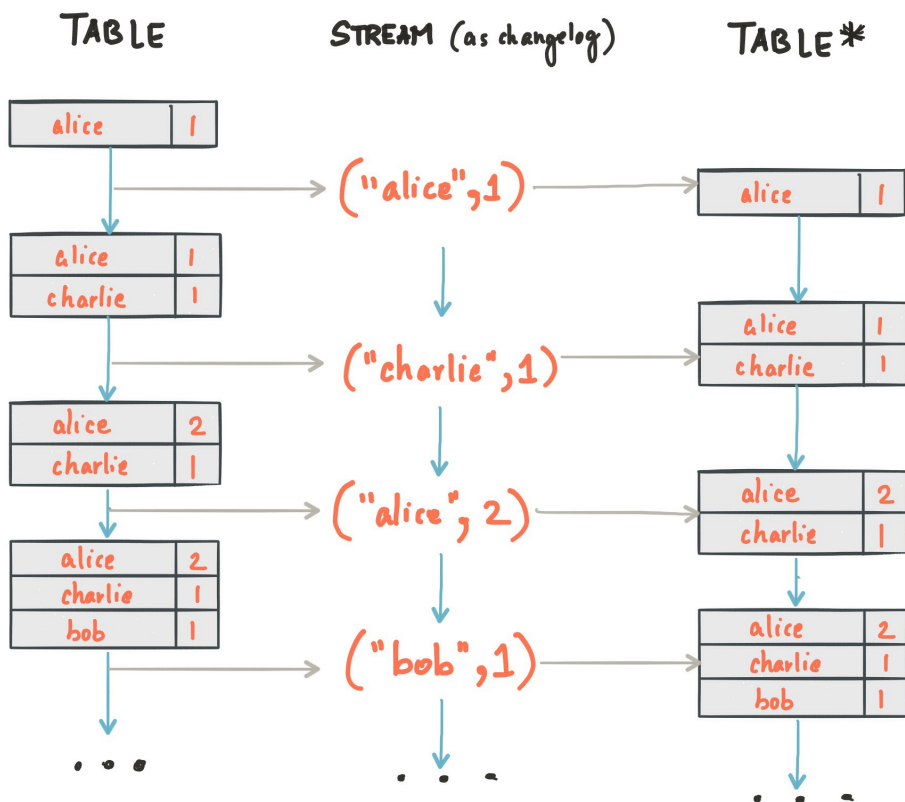 TABLE STREAM (as changelog) TABLE*
alice 1
("alice", 1)
alice 1
alice 1
charlie 1
("charlie", 1)
alice 1
charlie 1
alice 2
charlie 1
("alice", 2)
alice 2
charlie 1
alice 2
charlie 1
bob 1
("bob", 1)
alice 2
charlie 1
bob 1
...
...
...